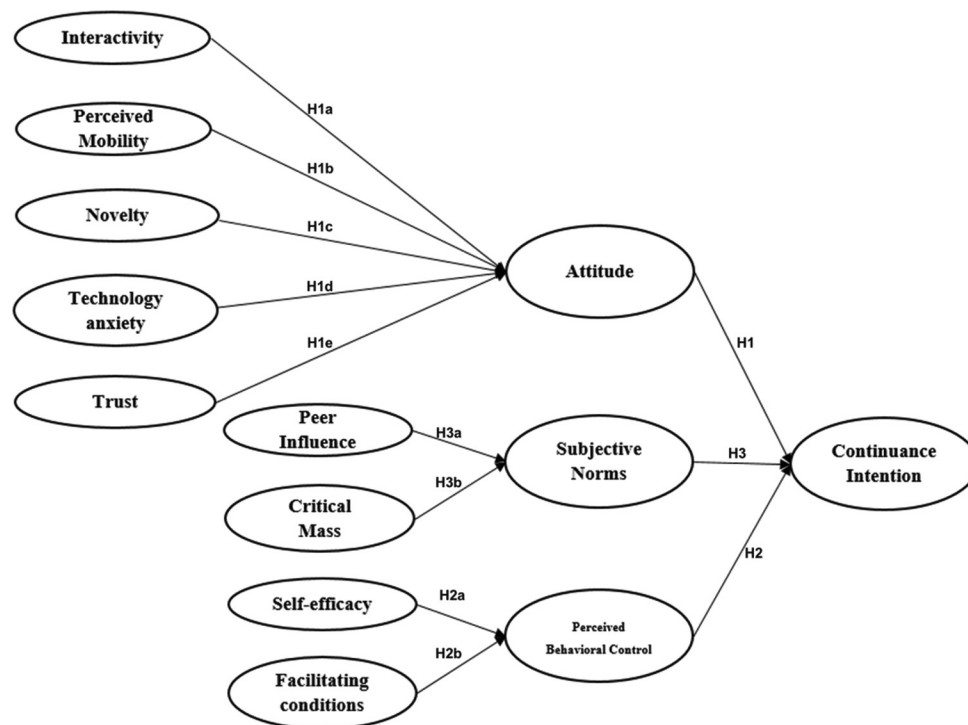 Interactivity
H1a
Perceived
Mobility
H1b
Novelty
H1c
Technology
anxiety
H1d
Trust
H1e
Attitude
H1
Peer
Influence
H3a
Critical
Mass
H3b
Subjective
Norms
H3
Continuance
Intention
Self-efficacy
H2a
Facilitating
conditions
H2b
Perceived
Behavioral Control
H2